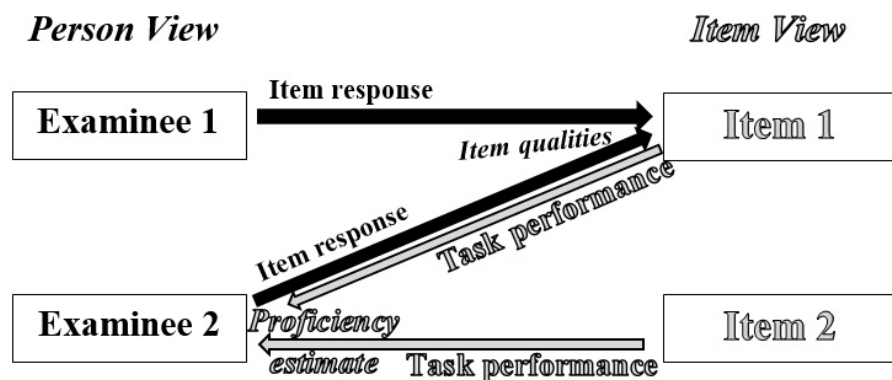 Person View
Item View
Item response
Examinee 1
Item 1
Item qualities
Item response
Task performance
Examinee 2
Proficiency
estimate
Task performance
Item 2